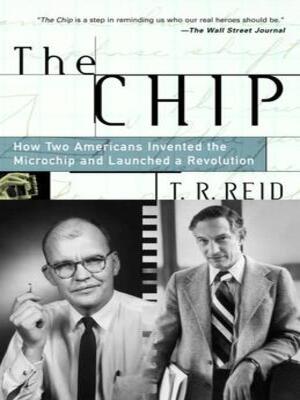 "The Chip is a step in reminding us who our real heroes should be."
—The Wall Street Journal
The
CHIP
How Two Americans Invented the
Microchip and Launched a Revolution
T. R. REID